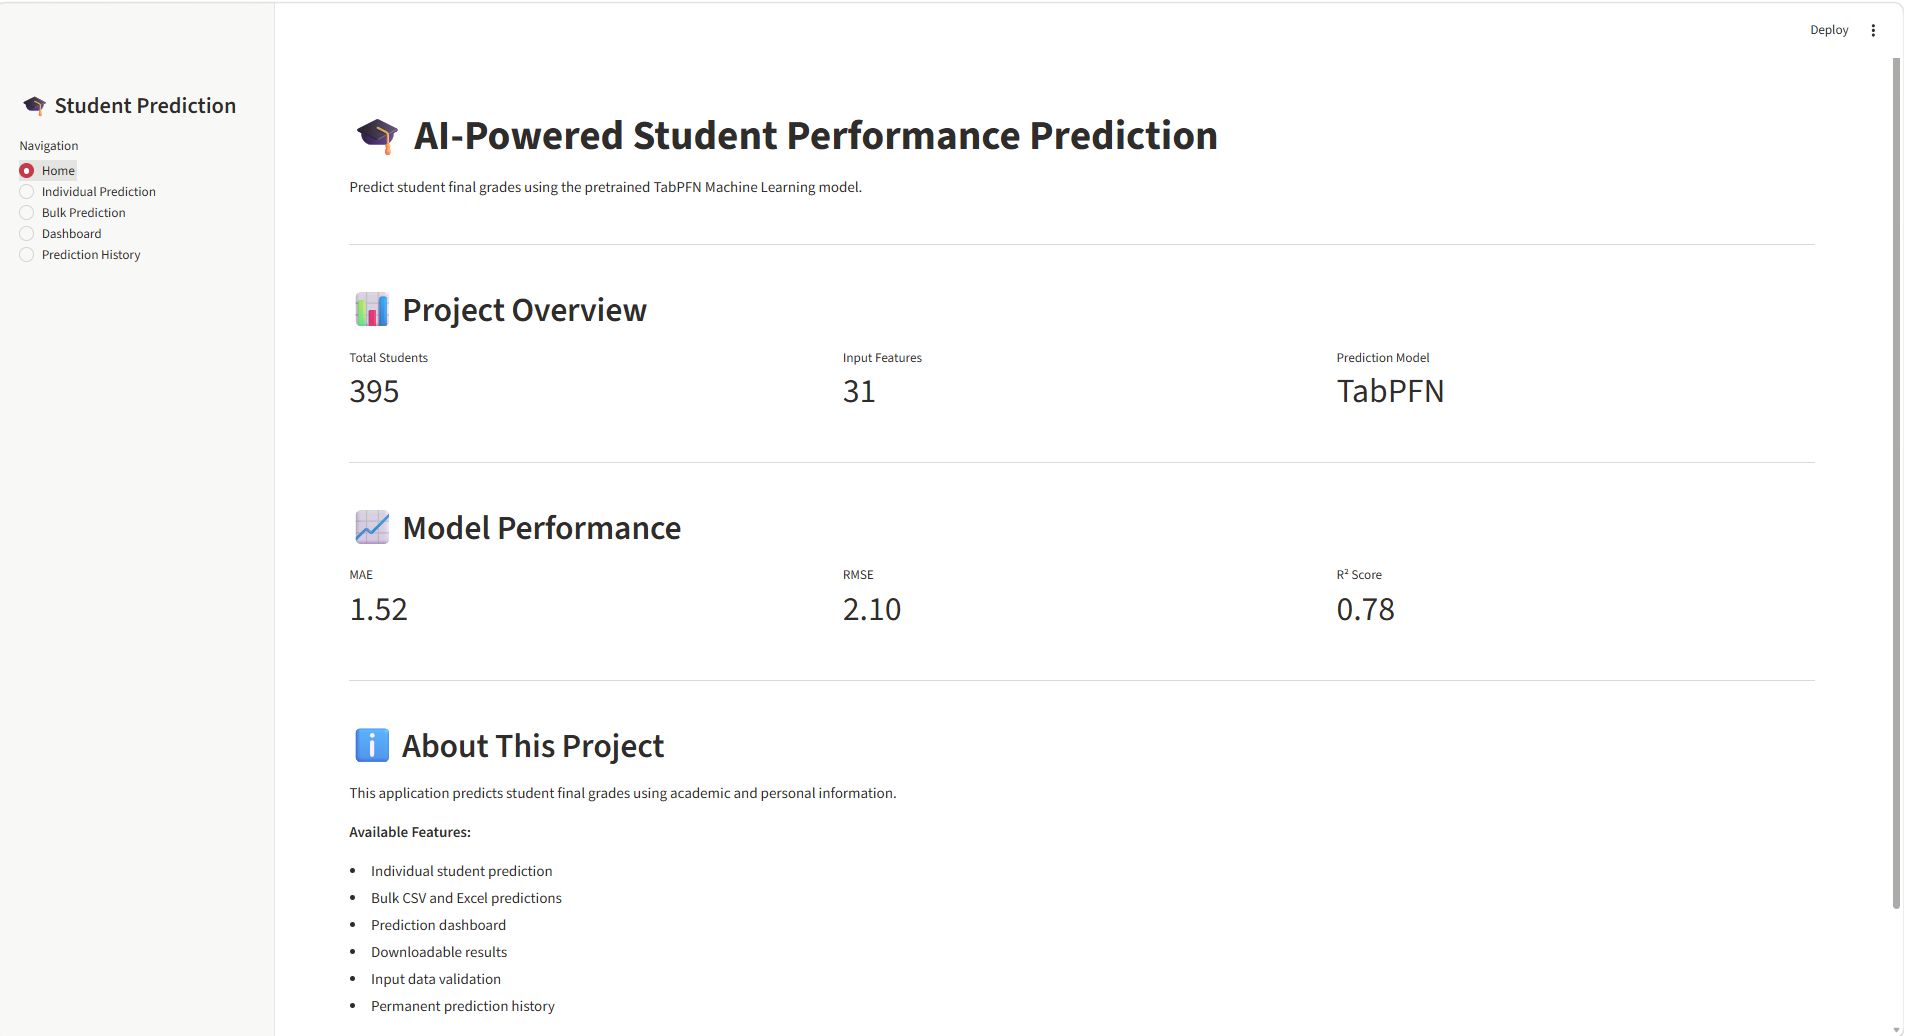 Deploy
Student Prediction
Navigation
Home
Individual Prediction
Bulk Prediction
Dashboard
Prediction History
AI-Powered Student Performance Prediction
Predict student final grades using the pretrained TabPFN Machine Learning model.
Project Overview
Total Students
395
Input Features
31
Prediction Model
TabPFN
Model Performance
MAE
1.52
RMSE
2.10
R² Score
0.78
About This Project
This application predicts student final grades using academic and personal information.
Available Features:
• Individual student prediction
• Bulk CSV and Excel predictions
• Prediction dashboard
• Downloadable results
• Input data validation
• Permanent prediction history